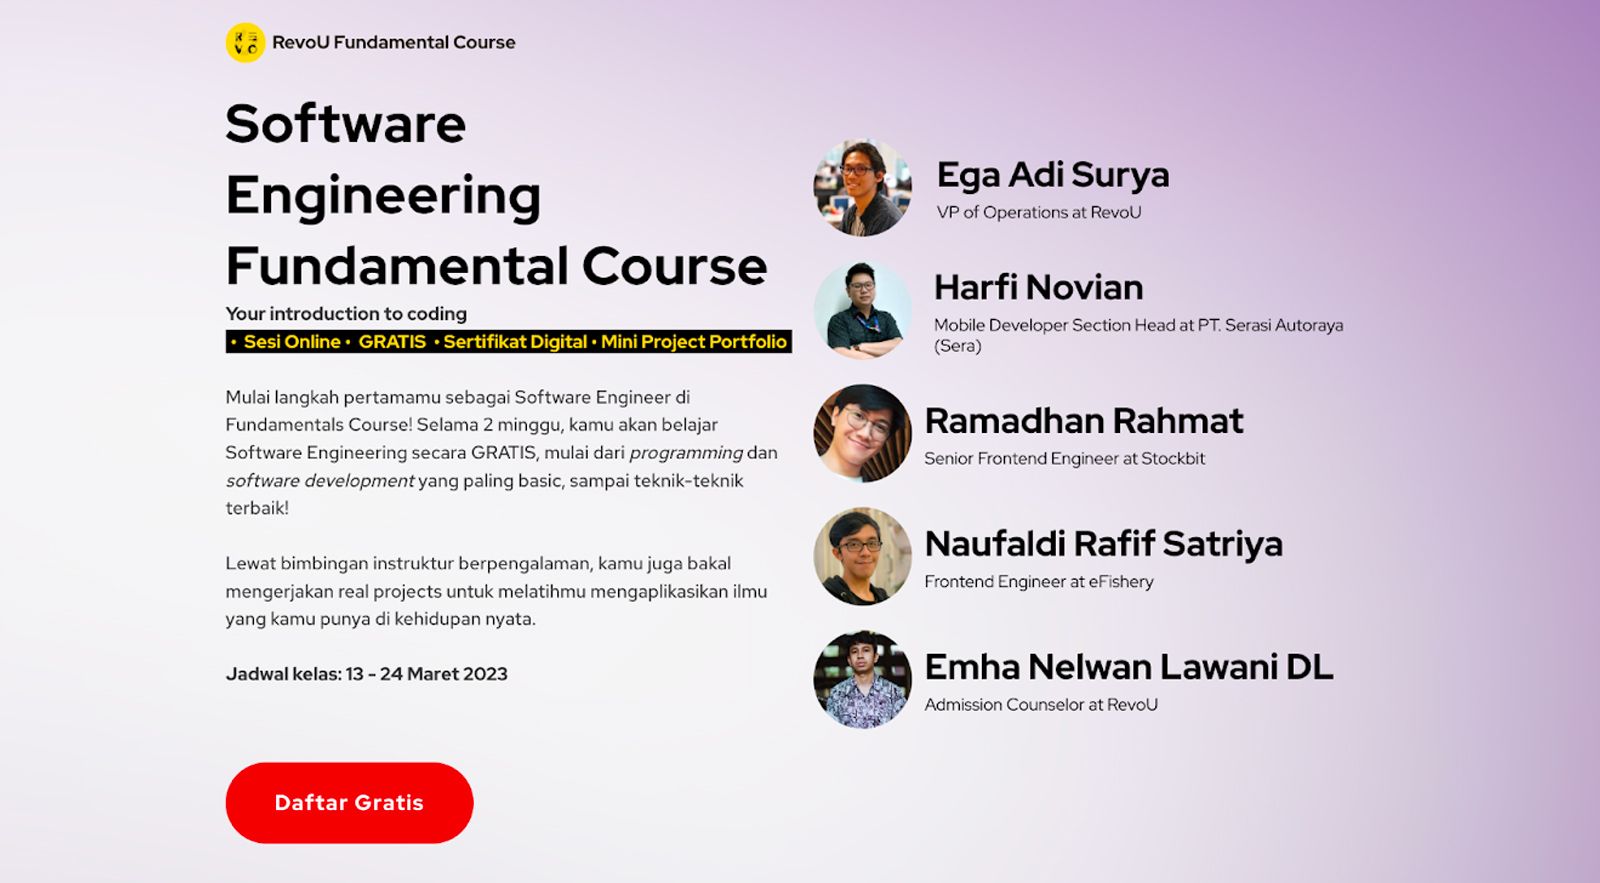 RevoU Fundamental Course
Software
Engineering
Fundamental Course
Your introduction to coding
• Sesi Online • GRATIS • Sertifikat Digital • Mini Project Portfolio
Mulai langkah pertamamu sebagai Software Engineer di
Fundamentals Course! Selama 2 minggu, kamu akan belajar
Software Engineering secara GRATIS, mulai dari programming dan
software development yang paling basic, sampai teknik-teknik
terbaik!
Lewat bimbingan instruktur berpengalaman, kamu juga bakal
mengerjakan real projects untuk melatihmu mengaplikasikan ilmu
yang kamu punya di kehidupan nyata.
Jadwal kelas: 13 - 24 Maret 2023
Daftar Gratis
Ega Adi Surya
VP of Operations at RevoU
Harfi Novian
Mobile Developer Section Head at PT. Serasi Autoraya
(Sera)
Ramadhan Rahmat
Senior Frontend Engineer at Stockbit
Naufaldi Rafif Satriya
Frontend Engineer at eFishery
Emha Nelwan Lawani DL
Admission Counselor at RevoU